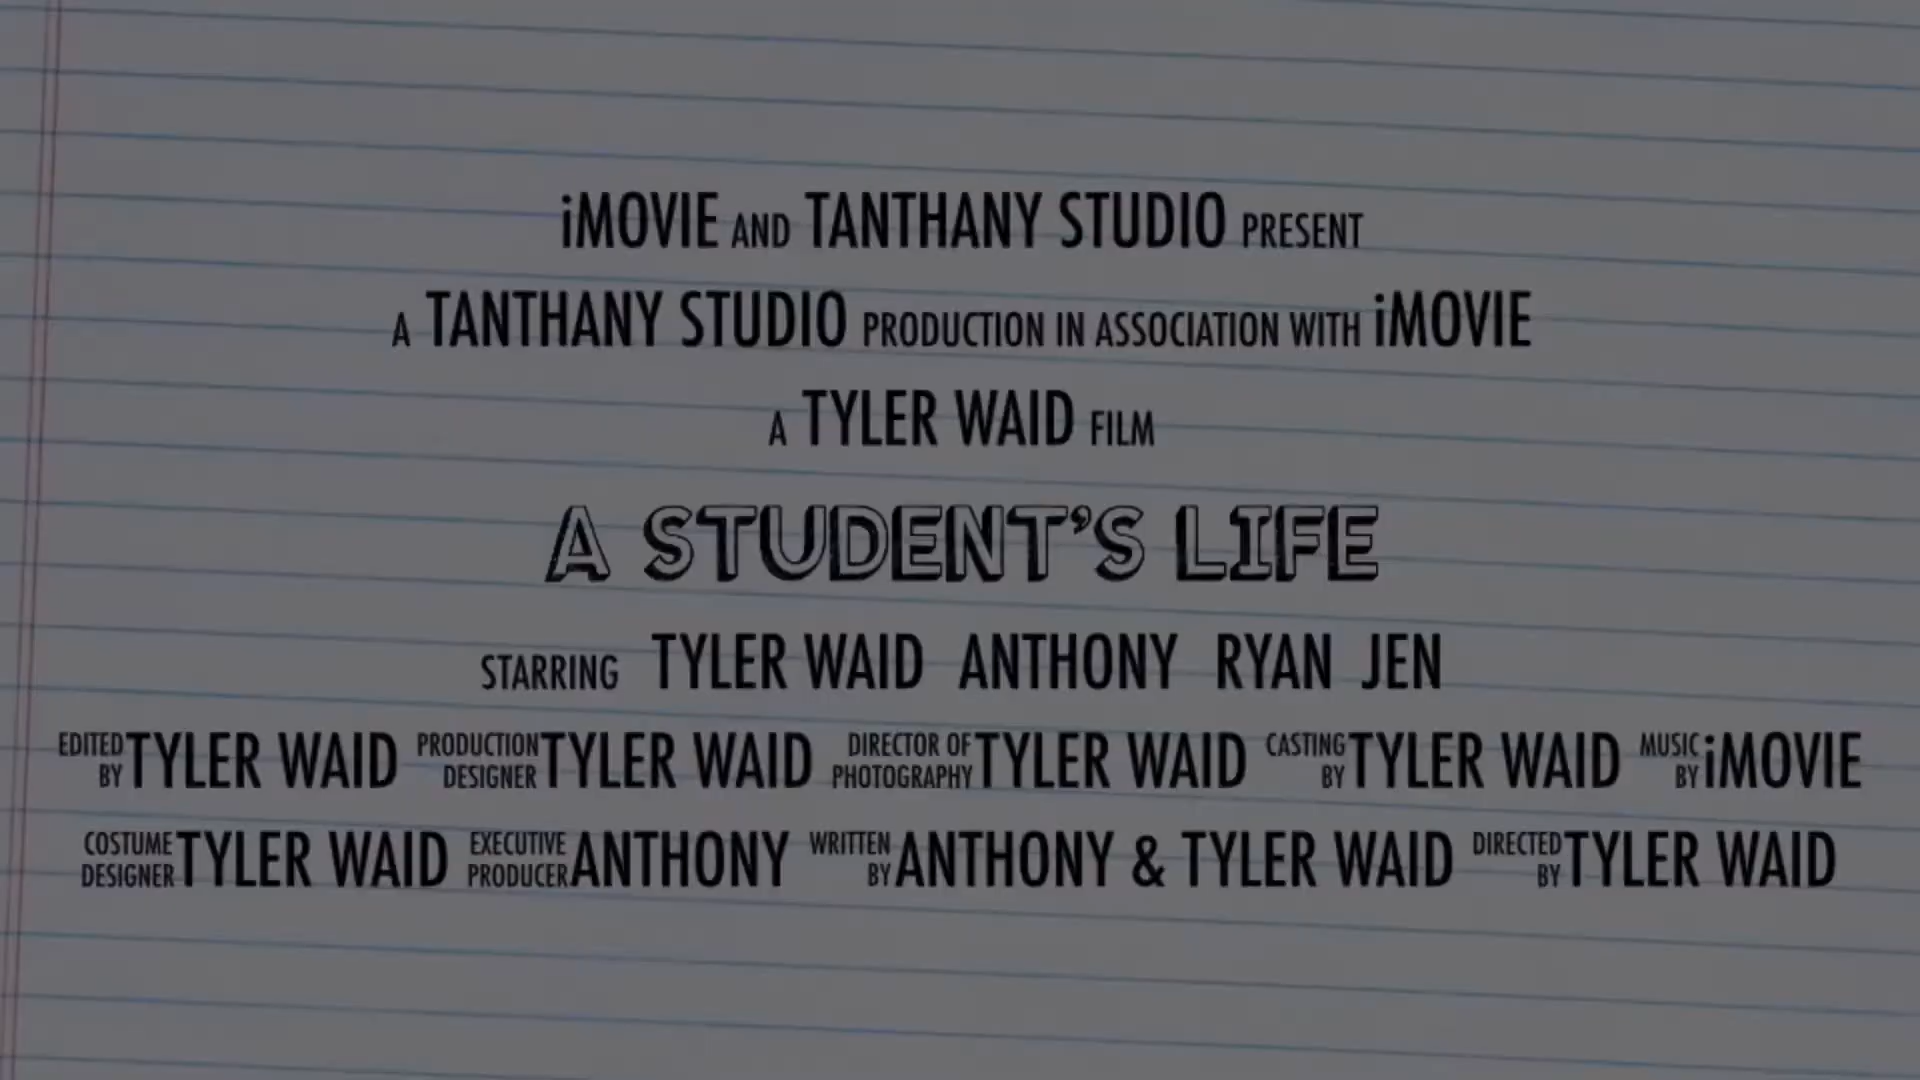 iMOVIE AND TANTHANY STUDIO PRESENT
A TANTHANY STUDIO PRODUCTION IN ASSOCIATION WITH iMOVIE
A TYLER WAID FILM
A STUDENT'S LIFE
STARRING TYLER WAID ANTHONY RYAN JEN
EDITED BY TYLER WAID PRODUCTION DESIGNER TYLER WAID DIRECTOR OF PHOTOGRAPHY TYLER WAID CASTING BY TYLER WAID MUSIC BY iMOVIE
COSTUME DESIGNER TYLER WAID EXECUTIVE PRODUCER ANTHONY WRITTEN BY ANTHONY & TYLER WAID DIRECTED BY TYLER WAID